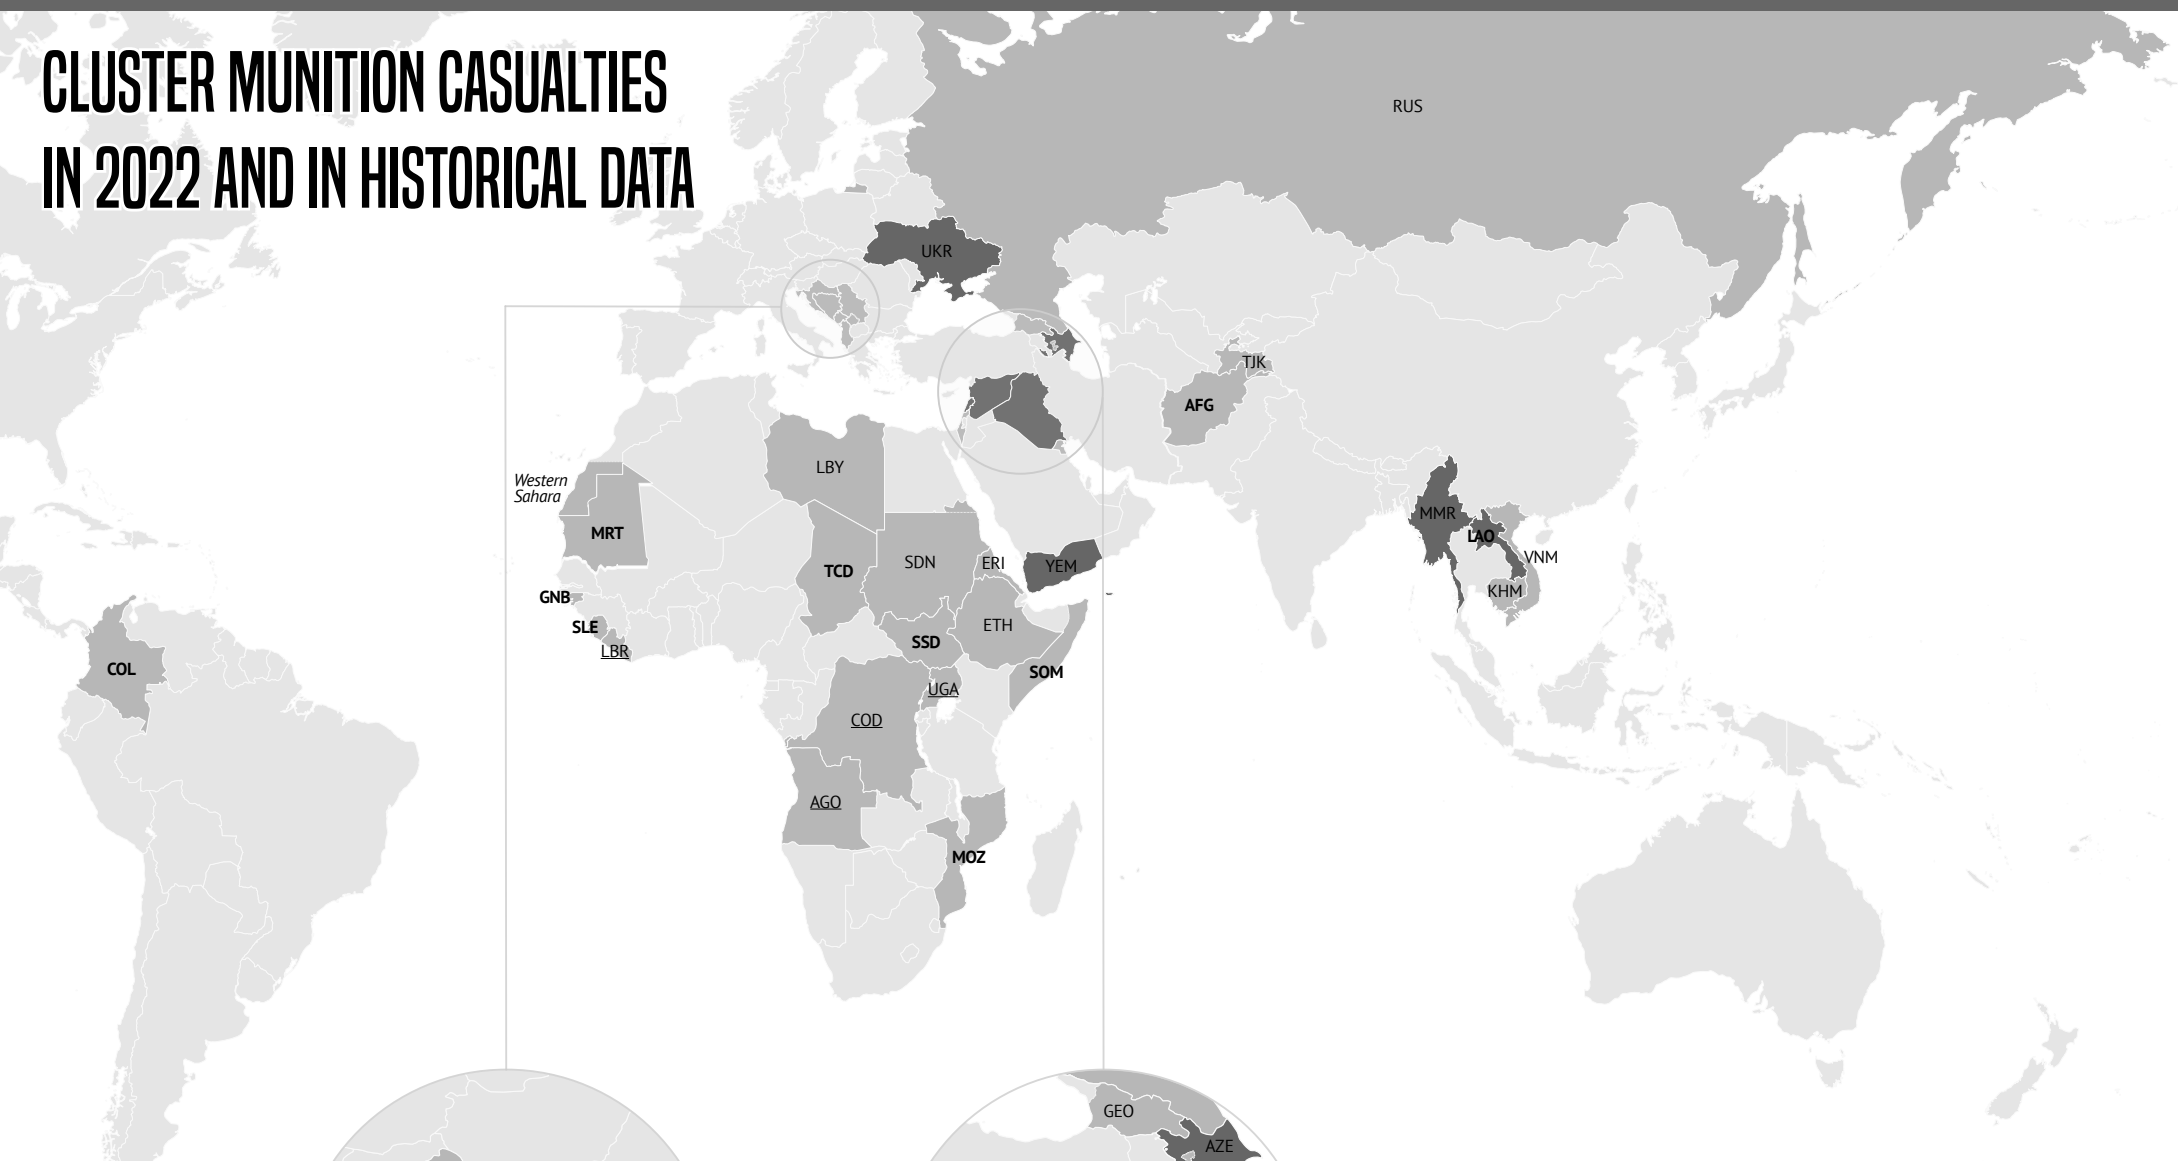 CLUSTER MUNITION CASUALTIES
IN 2022 AND IN HISTORICAL DATA
RUS
UKR
TJK
AFG
LBY
Western
Sahara
MRT
MMR
LAO
VNM
KHM
TCD
SDN
ERI
YEM
GNB
SLE
LBR
ETH
SSD
SOM
COL
UGA
COD
AGO
MOZ
GEO
AZE